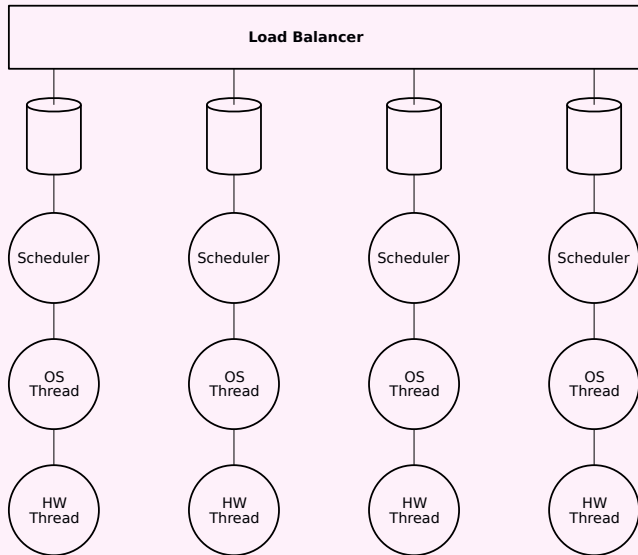 Load Balancer
Scheduler Scheduler Scheduler Scheduler
OS OS OS OS
Thread Thread Thread Thread
HW HW HW HW
Thread Thread Thread Thread